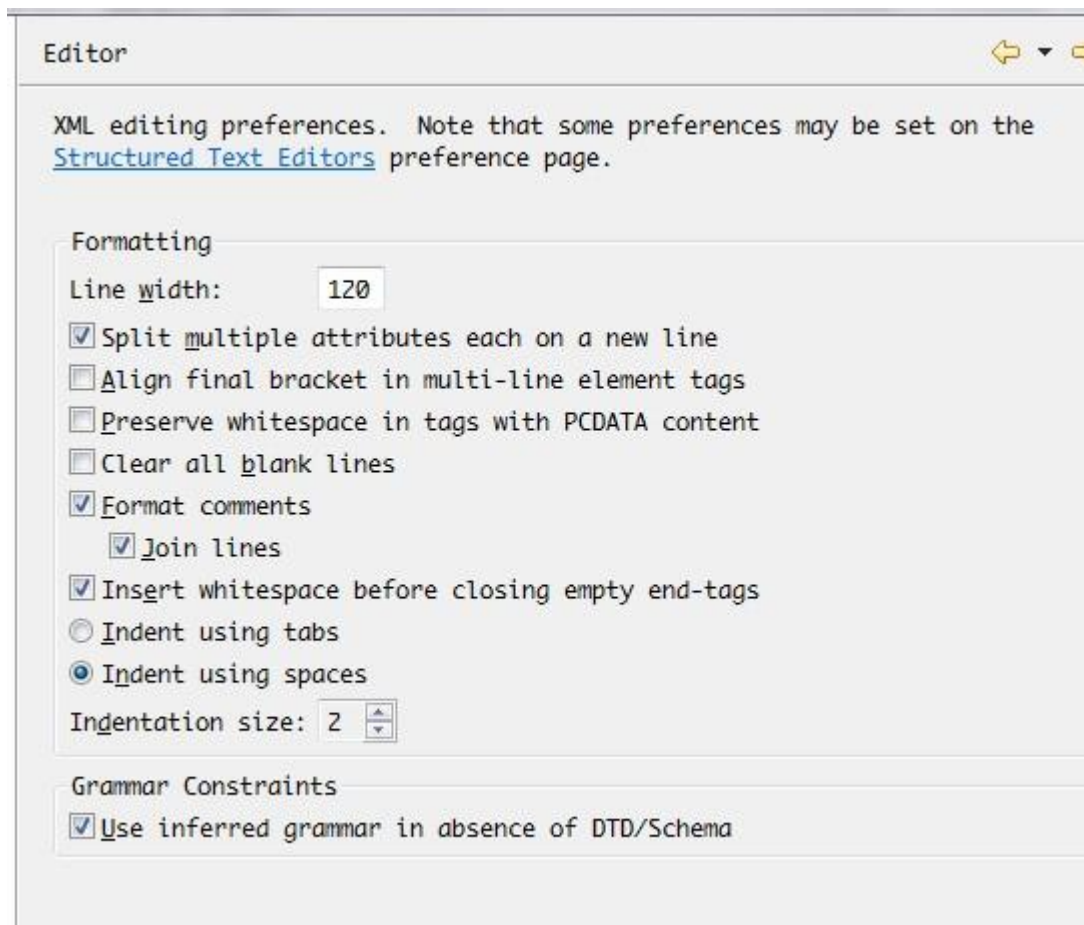 Editor
XML editing preferences.  Note that some preferences may be set on the
Structured Text Editors preference page.
Formatting
Line width: 120
Split multiple attributes each on a new line
Align final bracket in multi-line element tags
Preserve whitespace in tags with PCDATA content
Clear all blank lines
Format comments
Join lines
Insert whitespace before closing empty end-tags
Indent using tabs
Indent using spaces
Indentation size: 2
Grammar Constraints
Use inferred grammar in absence of DTD/Schema